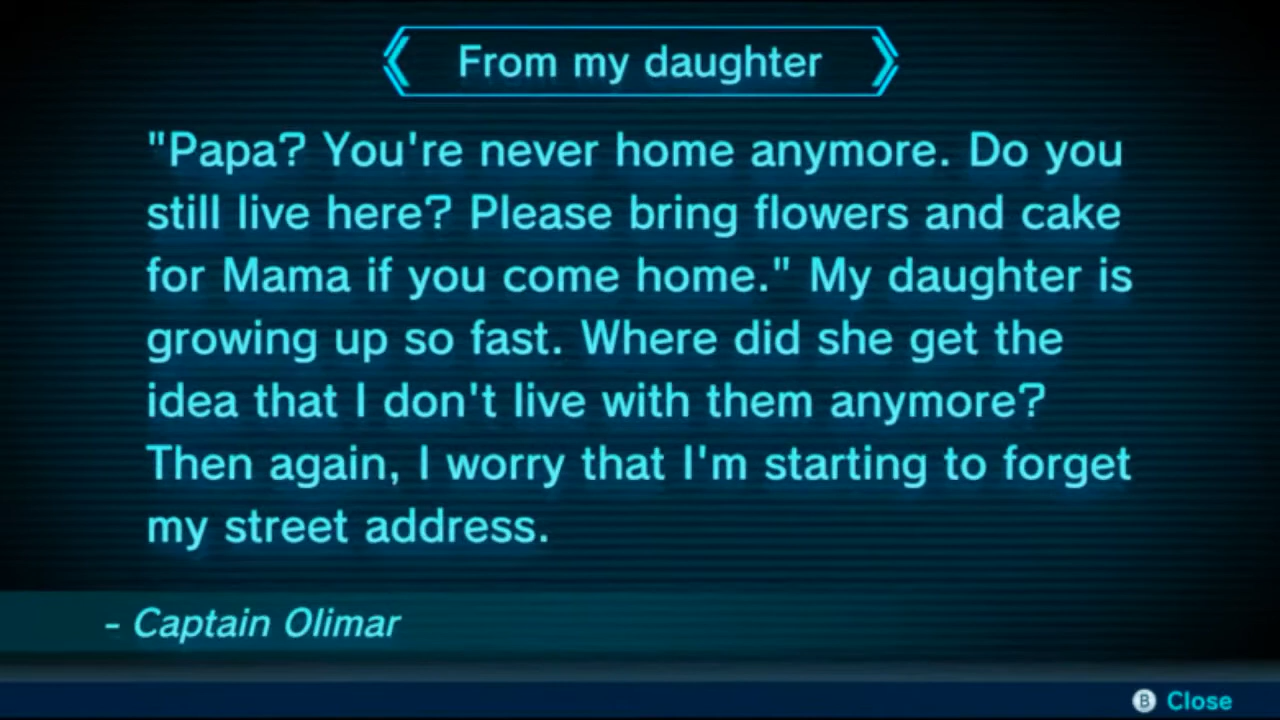 From my daughter
"Papa? You're never home anymore. Do you
still live here? Please bring flowers and cake
for Mama if you come home." My daughter is
growing up so fast. Where did she get the
idea that I don't live with them anymore?
Then again, I worry that I'm starting to forget
my street address.
- Captain Olimar
B Close